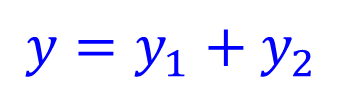 y = y₁ + y₂